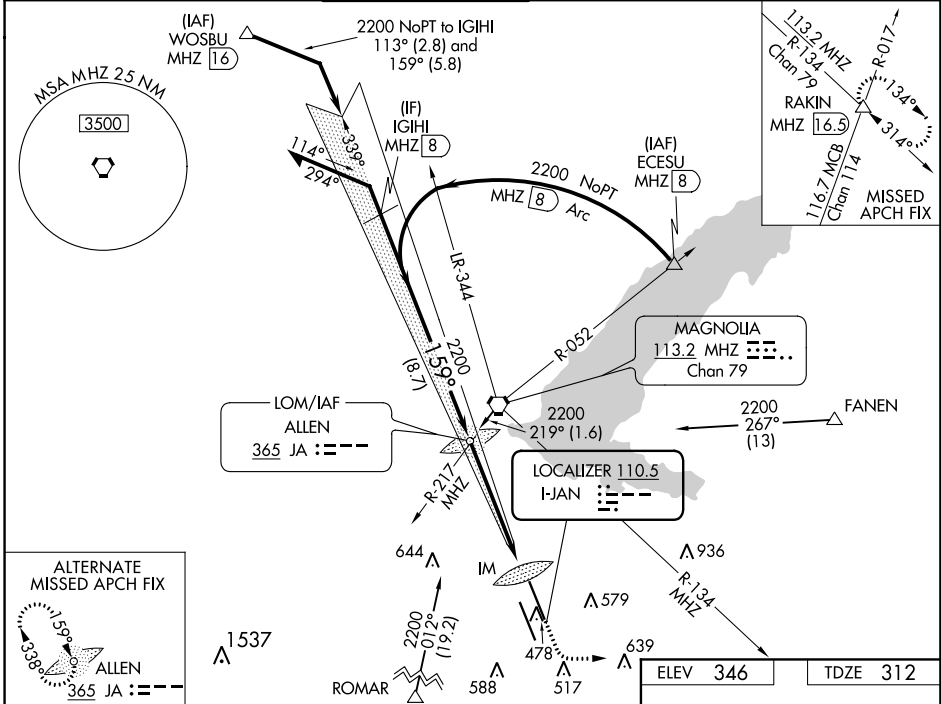 (IAF)
WOSBU
MHZ 16
2200 NoPT to IGIHI
113° (2.8) and
159° (5.8)
MSA MHZ 25 NM
3500
(IF)
IGIHI
MHZ 8
339°
114°
294°
(IAF)
ECESU
MHZ 8
2200 NoPT
MHZ 8 Arc
113.2 MHZ
R-134
Chan 79
R-017
RAKIN
MHZ 16.5
134°
314°
116.7 MCB
Chan 114
MISSED
APCH FIX
LR-344
R-052
2200
159°
(8.7)
MAGNOLIA
113.2 MHZ
Chan 79
LOM/IAF
ALLEN
365 JA
2200
219° (1.6)
2200
267°
(13)
FANEN
R-217
MHZ
LOCALIZER 110.5
I-JAN
644
IM
936
R-134
MHZ
579
ALTERNATE
MISSED APCH FIX
159°
338°
ALLEN
365 JA
1537
2200
012°
(19.2)
ROMAR
478
588
517
639
ELEV 346
TDZE 312